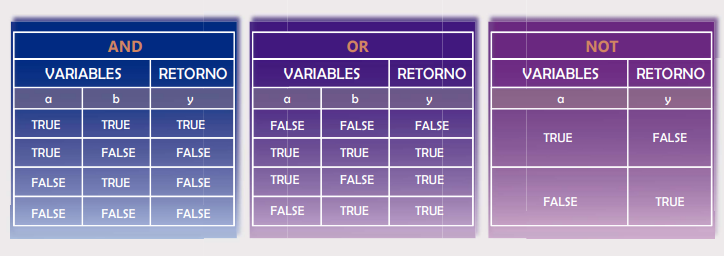 AND
VARIABLES RETORNO
a b y
TRUE TRUE TRUE
TRUE FALSE FALSE
FALSE TRUE FALSE
FALSE FALSE FALSE
OR
VARIABLES RETORNO
a b y
FALSE FALSE FALSE
TRUE TRUE TRUE
TRUE FALSE TRUE
FALSE TRUE TRUE
NOT
VARIABLES RETORNO
a y
TRUE FALSE
FALSE TRUE